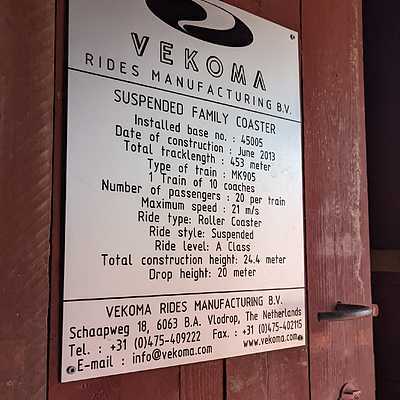 VEKOMA
RIDES MANUFACTURING B.V.
SUSPENDED FAMILY COASTER
Installed base no. : 45005
Date of construction : June 2013
Total tracklength : 453 meter
Type of train : MK905
1 Train of 10 coaches
Number of passengers : 20 per train
Maximum speed : 21 m/s
Ride type: Roller Coaster
Ride style: Suspended
Ride level: A Class
Total construction height: 24.4 meter
Drop height: 20 meter
VEKOMA RIDES MANUFACTURING B.V.
Schaapweg 18, 6063 B.A. Vlodrop, The Netherlands
Tel. : +31 (0)475-409222 Fax. : +31 (0)475-402115
E-mail : info@vekoma.com www.vekoma.com